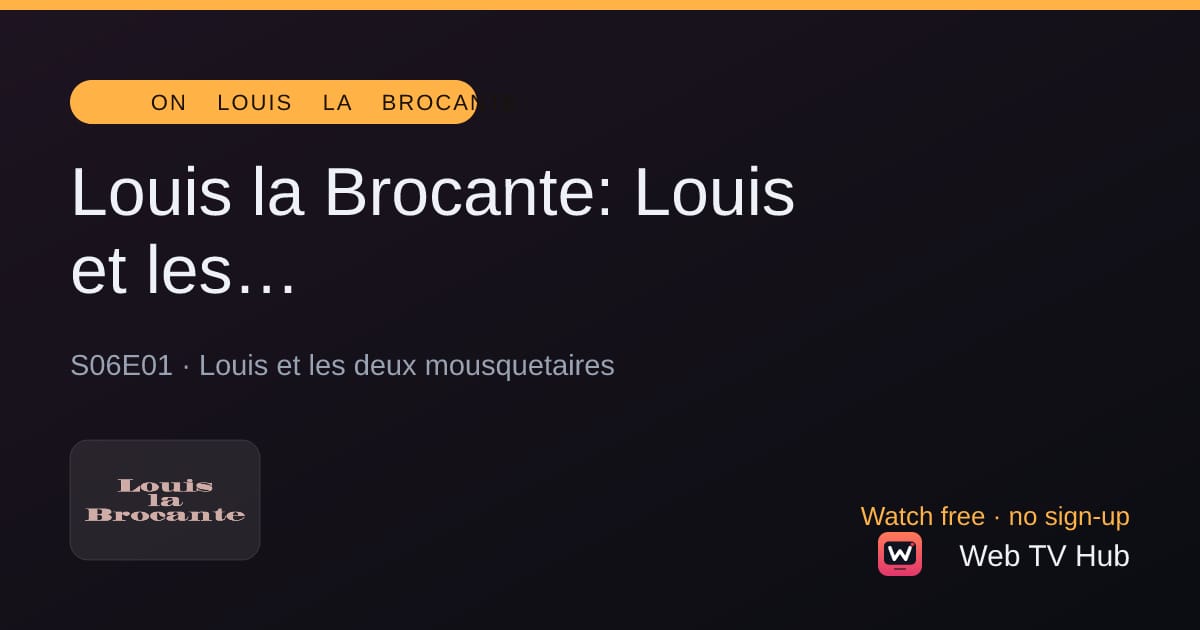 ON LOUIS LA BROCANTE
Louis la Brocante: Louis
et les…
S06E01 · Louis et les deux mousquetaires
Louis
la
Brocante
Watch free · no sign-up
W
Web TV Hub